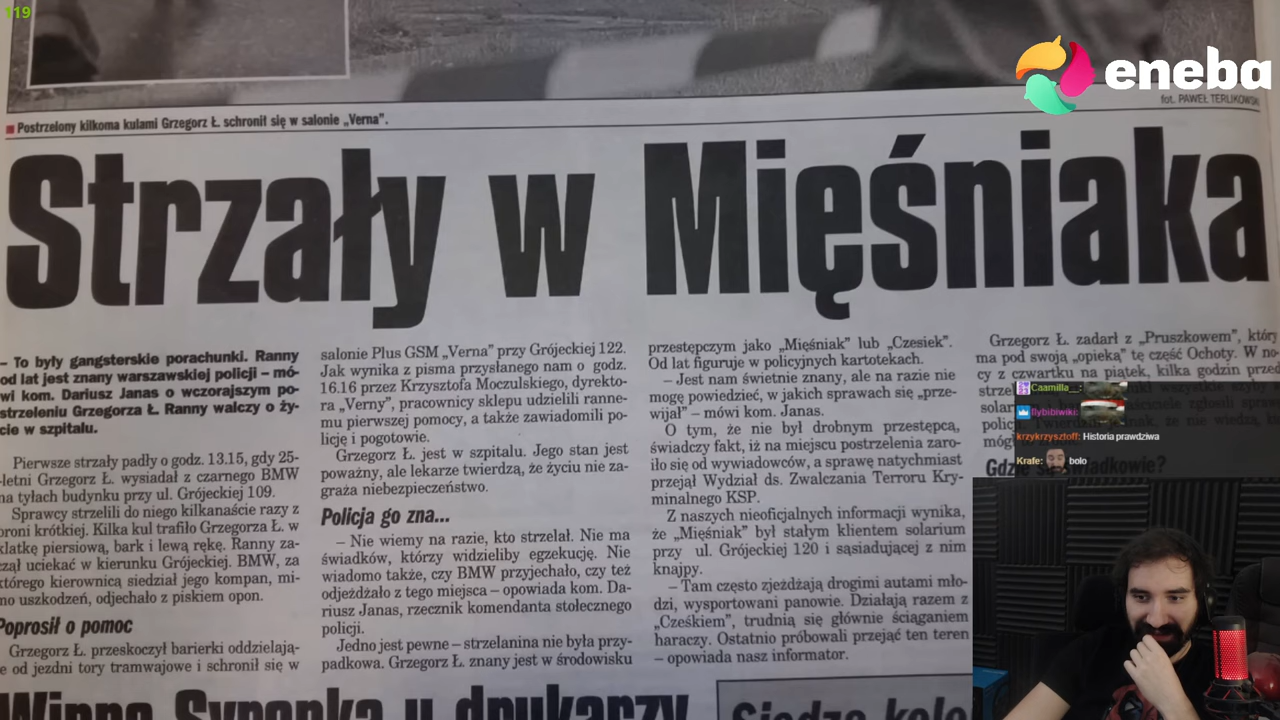 119
eneba
fot. PAWEŁ TERLIKOWSKI
Postrzelony kilkoma kulami Grzegorz Ł. schronił się w salonie „Verna”.
Strzały w Mięśniaka
– To były gangsterskie porachunki. Ranny
od lat jest znany warszawskiej policji – mó-
wi kom. Dariusz Janas o wczorajszym po-
strzeleniu Grzegorza Ł. Ranny walczy o ży-
cie w szpitalu.
Pierwsze strzały padły o godz. 13.15, gdy 25-
-letni Grzegorz Ł. wysiadał z czarnego BMW
na tyłach budynku przy ul. Grójeckiej 109.
Sprawcy strzelili do niego kilkanaście razy z
broni krótkiej. Kilka kul trafiło Grzegorza Ł. w
klatkę piersiową, bark i lewą rękę. Ranny za-
czął uciekać w kierunku Grójeckiej. BMW, za
którego kierownicą siedział jego kompan, mi-
mo uszkodzeń, odjechało z piskiem opon.
Poprosił o pomoc
Grzegorz Ł. przeskoczył barierki oddzielają-
e od jezdni tory tramwajowe i schronił się w
salonie Plus GSM „Verna” przy Grójeckiej 122.
Jak wynika z pisma przysłanego nam o godz.
16.16 przez Krzysztofa Moczulskiego, dyrekto-
ra „Verny”, pracownicy sklepu udzielili ranne-
mu pierwszej pomocy, a także zawiadomili po-
licję i pogotowie.
Grzegorz Ł. jest w szpitalu. Jego stan jest
poważny, ale lekarze twierdzą, że życiu nie za-
graża niebezpieczeństwo.
Policja go zna...
– Nie wiemy na razie, kto strzelał. Nie ma
świadków, którzy widzieliby egzekucję. Nie
wiadomo także, czy BMW przyjechało, czy też
odjeżdżało z tego miejsca – opowiada kom. Da-
riusz Janas, rzecznik komendanta stołecznego
policji.
Jedno jest pewne – strzelanina nie była przy-
padkowa. Grzegorz Ł. znany jest w środowisku
przestępczym jako „Mięśniak” lub „Czesiek”.
Od lat figuruje w policyjnych kartotekach.
– Jest nam świetnie znany, ale na razie nie
mogę powiedzieć, w jakich sprawach się „prze-
wijał” – mówi kom. Janas.
O tym, że nie był drobnym przestępcą,
świadczy fakt, iż na miejscu postrzelenia zaro-
iło się od wywiadowców, a sprawę natychmiast
przejął Wydział ds. Zwalczania Terroru Kry-
minalnego KSP.
Z naszych nieoficjalnych informacji wynika,
że „Mięśniak” był stałym klientem solarium
przy ul. Grójeckiej 120 i sąsiadującej z nim
knajpy.
– Tam często zjeżdżają drogimi autami mło-
dzi, wysportowani panowie. Działają razem z
„Cześkiem”, trudnią się głównie ściąganiem
haraczy. Ostatnio próbowali przejąć ten teren
– opowiada nasz informator.
Grzegorz Ł. zadarł z „Pruszkowem”, który
ma pod swoją „opieką” tę część Ochoty. W no-
cy z czwartku na piątek, kilka godzin przed
strze
solar
policj
móg
Gdzie są świadkowie?
Caamilla__:
flybibiwiki:
krzykrzysztoff: Historia prawdziwa
Krafe: bolo